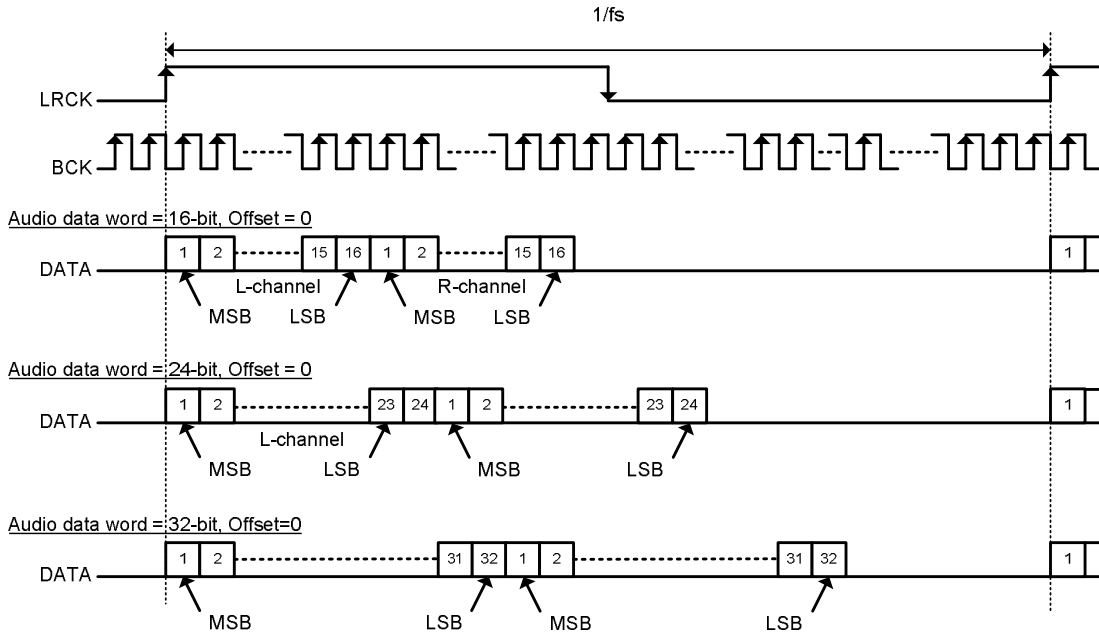 1/fs
LRCK
BCK
Audio data word = 16-bit, Offset = 0
DATA 1 2 15 16 1 2 15 16 1
L-channel R-channel
MSB LSB MSB LSB
Audio data word = 24-bit, Offset = 0
DATA 1 2 23 24 1 2 23 24 1
L-channel
MSB LSB MSB LSB
Audio data word = 32-bit, Offset=0
DATA 1 2 31 32 1 2 31 32 1
MSB LSB MSB LSB